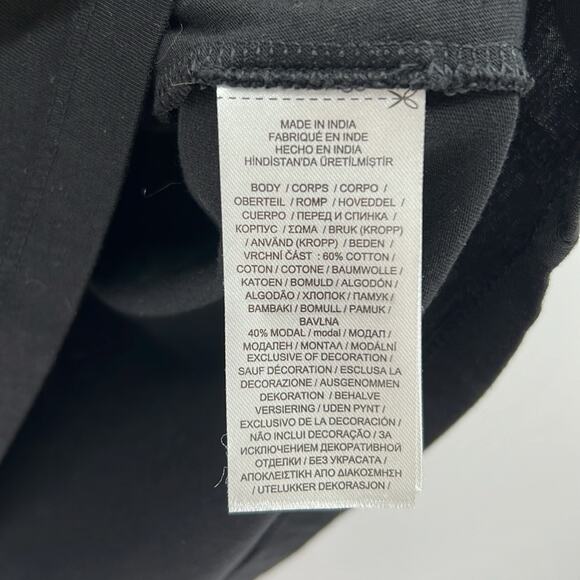 MADE IN INDIA
FABRIQUÉ EN INDE
HECHO EN INDIA
HİNDİSTAN'DA ÜRETİLMİŞTİR
BODY / CORPS / CORPO /
OBERTEIL / ROMP / HOVEDDEL /
CUERPO / ПЕРЕД И СПИНКА /
КОРПУС / ΣΩΜΑ / BRUK (KROPP)
/ ANVÄND (KROPP) / BEDEN /
VRCHNÍ ČÁST : 60% COTTON /
COTON / COTONE / BAUMWOLLE /
KATOEN / BOMULD / ALGODÓN /
ALGODÃO / ХЛОПОК / ПАМУК /
BAMBAKI / BOMULL / PAMUK /
BAVLNA
40% MODAL / modal / МОДАЛ /
МОДАЛЕН / ΜΟΝΤΑΛ / MODÁLNÍ
EXCLUSIVE OF DECORATION /
SAUF DÉCORATION / ESCLUSA LA
DECORAZIONE / AUSGENOMMEN
DEKORATION / BEHALVE
VERSIERING / UDEN PYNT /
EXCLUSIVO DE LA DECORACIÓN /
NÃO INCLUI DECORAÇÃO / ЗА
ИСКЛЮЧЕНИЕМ ДЕКОРАТИВНОЙ
ОТДЕЛКИ / БЕЗ УКРАСАТА /
ΑΠΟΚΛΕΙΣΤΙΚΗ ΑΠΟ ΔΙΑΚΟΣΜΗΣΗ
/ UTELUKKER DEKORASJON /